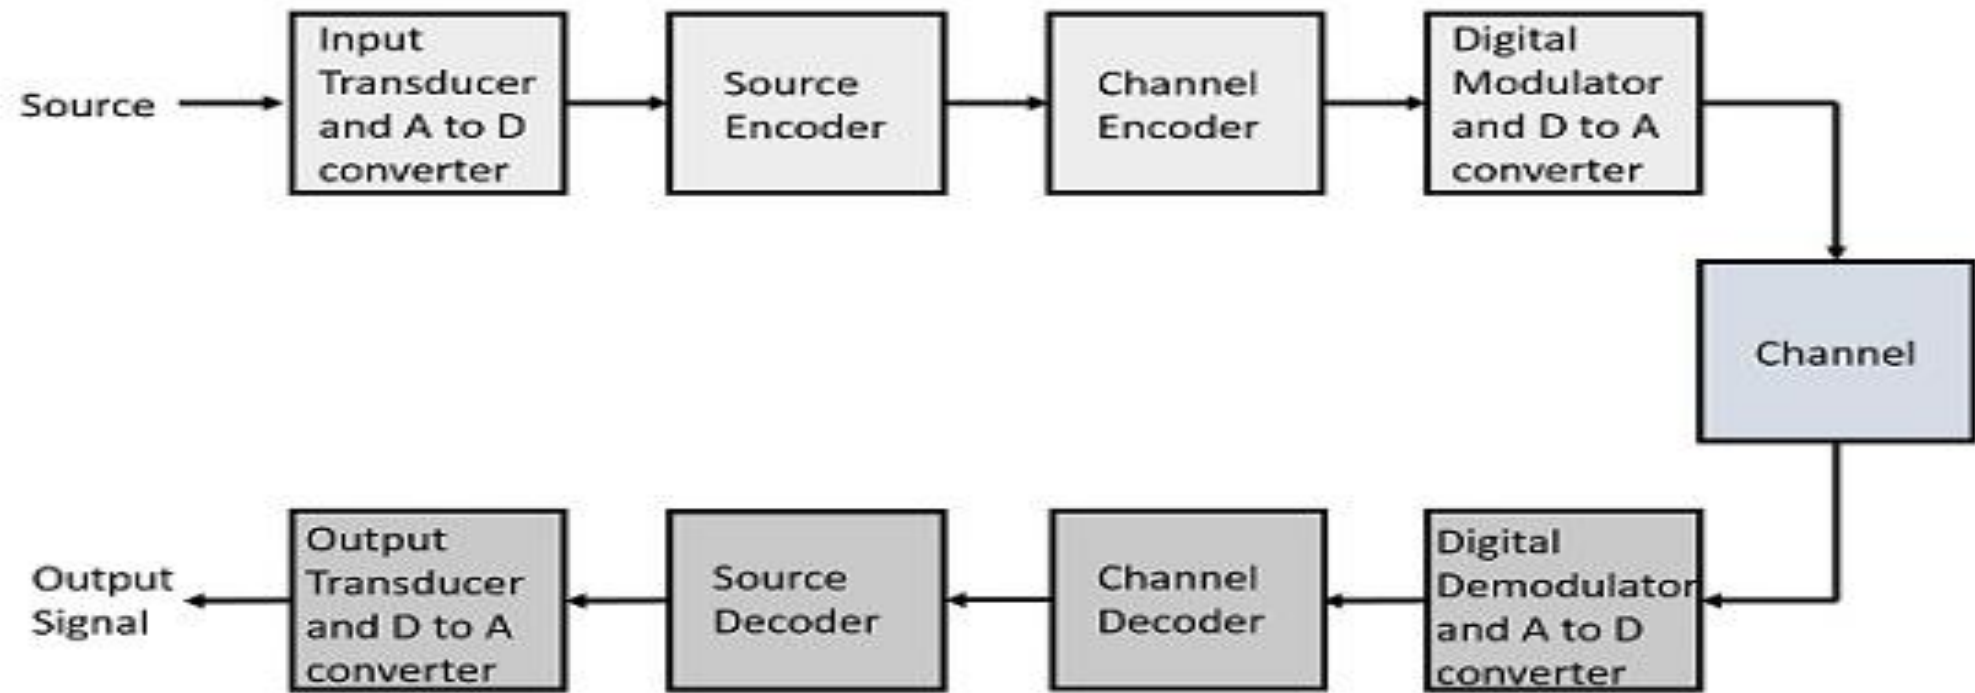 Source
Input
Transducer
and A to D
converter
Source
Encoder
Channel
Encoder
Digital
Modulator
and D to A
converter
Channel
Digital
Demodulator
and A to D
converter
Channel
Decoder
Source
Decoder
Output
Transducer
and D to A
converter
Output
Signal